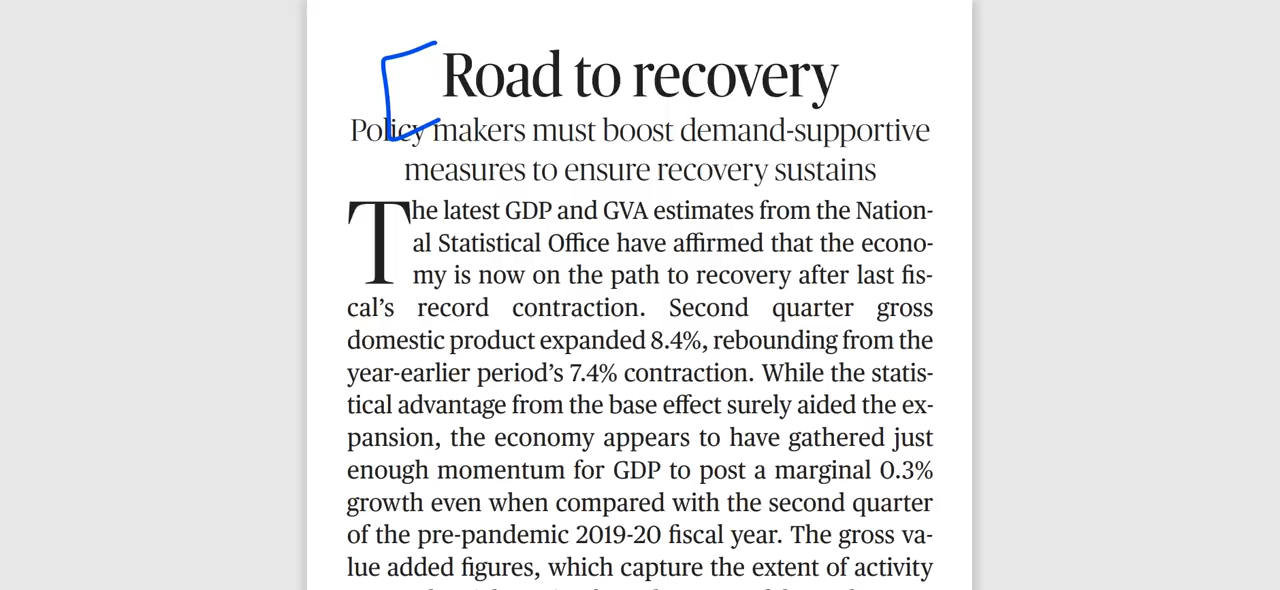 Road to recovery
Policy makers must boost demand-supportive
measures to ensure recovery sustains
The latest GDP and GVA estimates from the Nation-
al Statistical Office have affirmed that the econo-
my is now on the path to recovery after last fis-
cal's record contraction. Second quarter gross
domestic product expanded 8.4%, rebounding from the
year-earlier period's 7.4% contraction. While the statis-
tical advantage from the base effect surely aided the ex-
pansion, the economy appears to have gathered just
enough momentum for GDP to post a marginal 0.3%
growth even when compared with the second quarter
of the pre-pandemic 2019-20 fiscal year. The gross va-
lue added figures, which capture the extent of activity